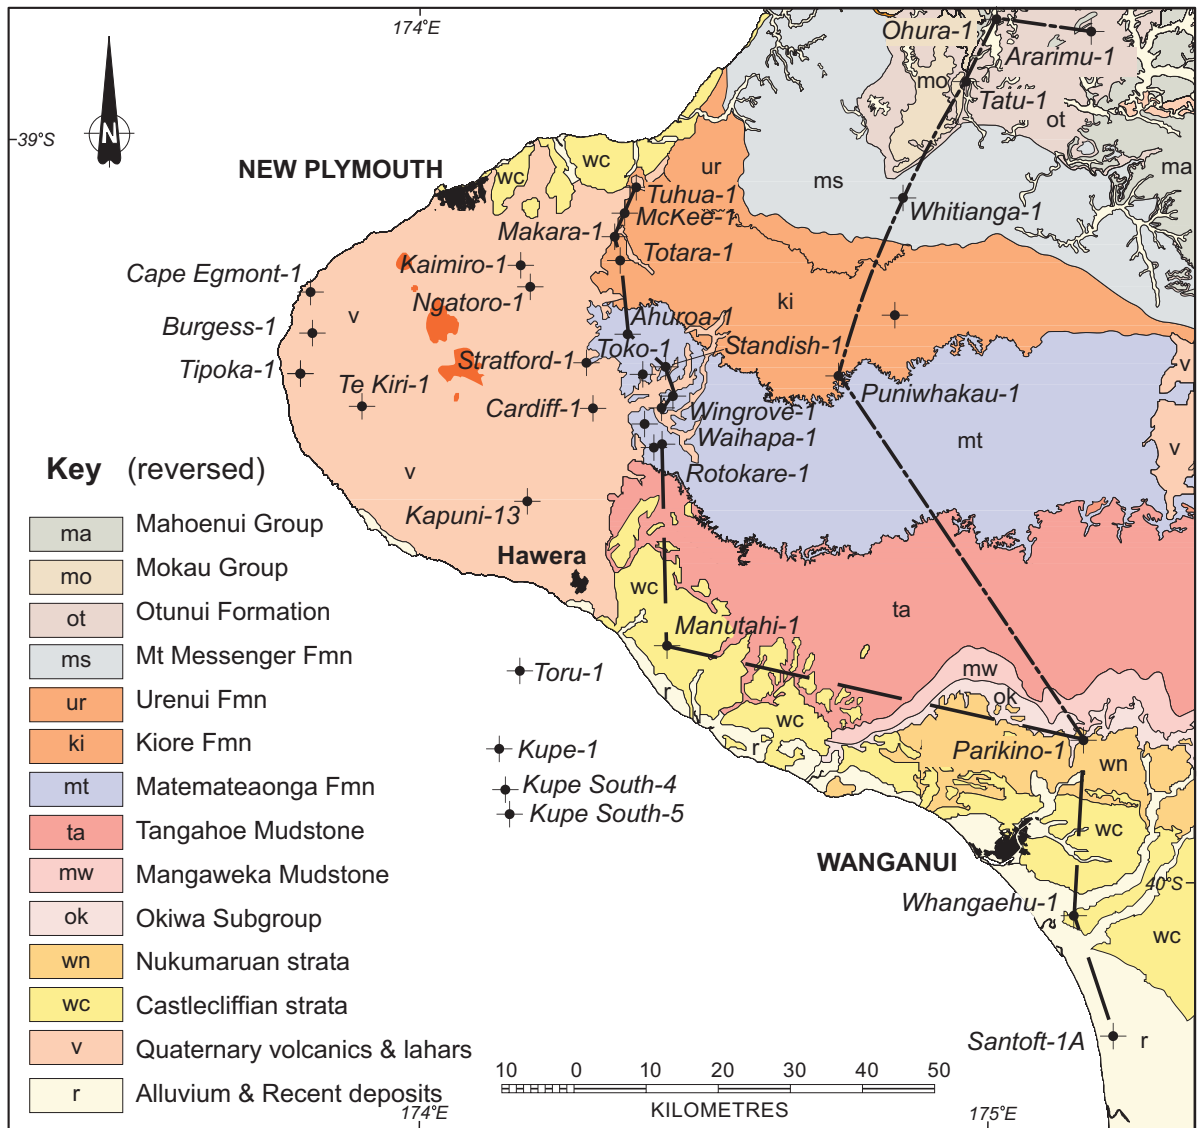 174°E
Ohura-1
Ararimu-1
mo
Tatu-1
ot
N
39°S
NEW PLYMOUTH
wc
wc
ur
ms
ma
Tuhua-1
McKee-1
Whitianga-1
Makara-1
Totara-1
Kaimiro-1
Cape Egmont-1
Ngatoro-1
ki
v
Ahuroa-1
Burgess-1
Toko-1
Standish-1
Stratford-1
v
Tipoka-1
Te Kiri-1
Puniwhakau-1
Cardiff-1
Wingrove-1
Waihapa-1
mt
v
Rotokare-1
v
Kapuni-13
Hawera
wc
ta
Manutahi-1
mw
Toru-1
r
ok
wc
r
Kupe-1
Parikino-1
wn
Kupe South-4
Kupe South-5
wc
WANGANUI
40°S
Whangaehu-1
wc
Santoft-1A
r
Key (reversed)
ma Mahoenui Group
mo Mokau Group
ot Otunui Formation
ms Mt Messenger Fmn
ur Urenui Fmn
ki Kiore Fmn
mt Matemateaonga Fmn
ta Tangahoe Mudstone
mw Mangaweka Mudstone
ok Okiwa Subgroup
wn Nukumaruan strata
wc Castlecliffian strata
v Quaternary volcanics & lahars
r Alluvium & Recent deposits
10 0 10 20 30 40 50
KILOMETRES
174°E
175°E